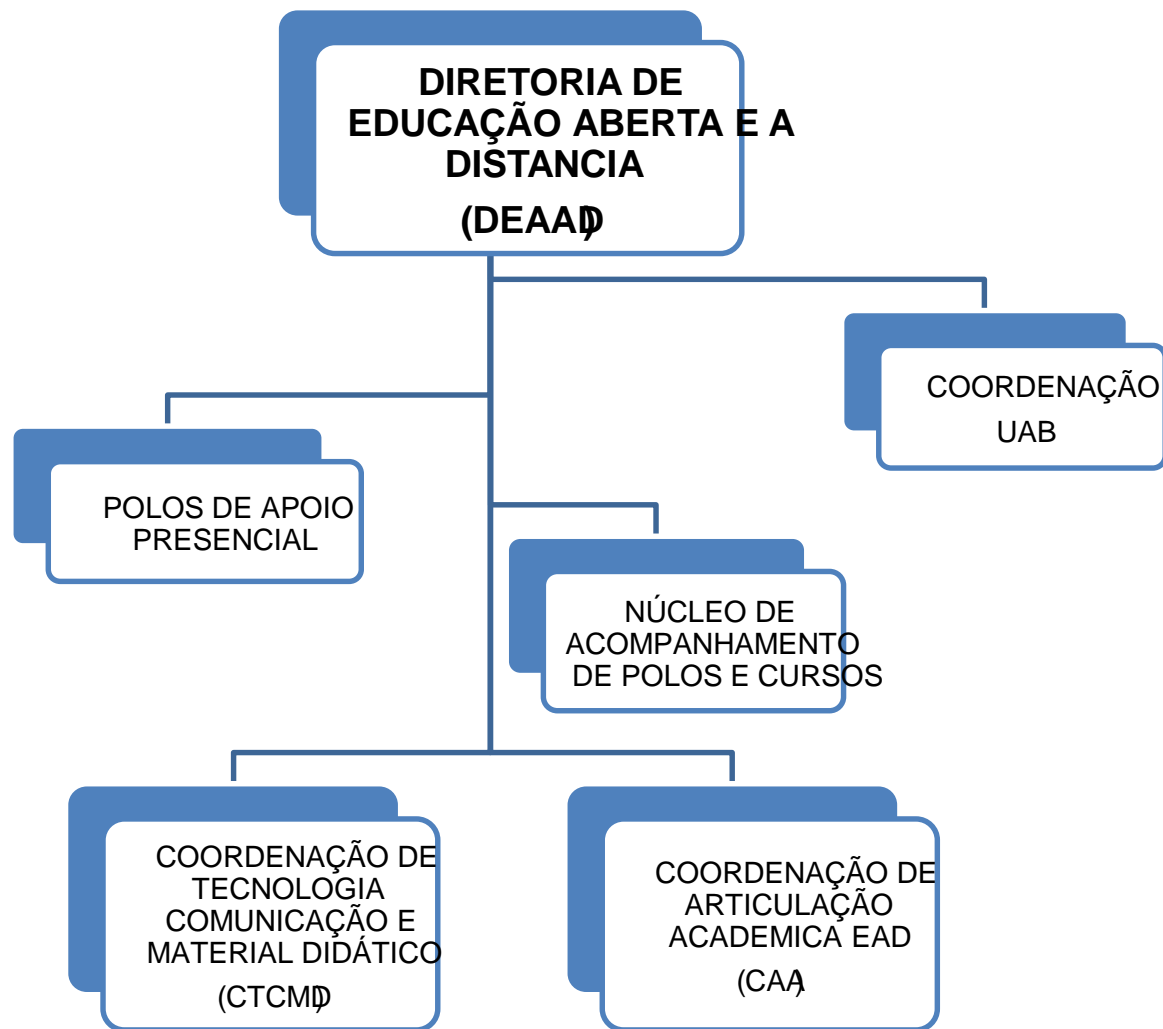 DIRETORIA DE
EDUCAÇÃO ABERTA E A
DISTANCIA
(DEAAD)
COORDENAÇÃO
UAB
POLOS DE APOIO
PRESENCIAL
NÚCLEO DE
ACOMPANHAMENTO
DE POLOS E CURSOS
COORDENAÇÃO DE
TECNOLOGIA
COMUNICAÇÃO E
MATERIAL DIDÁTICO
(CTCMD)
COORDENAÇÃO DE
ARTICULAÇÃO
ACADEMICA EAD
(CAA)